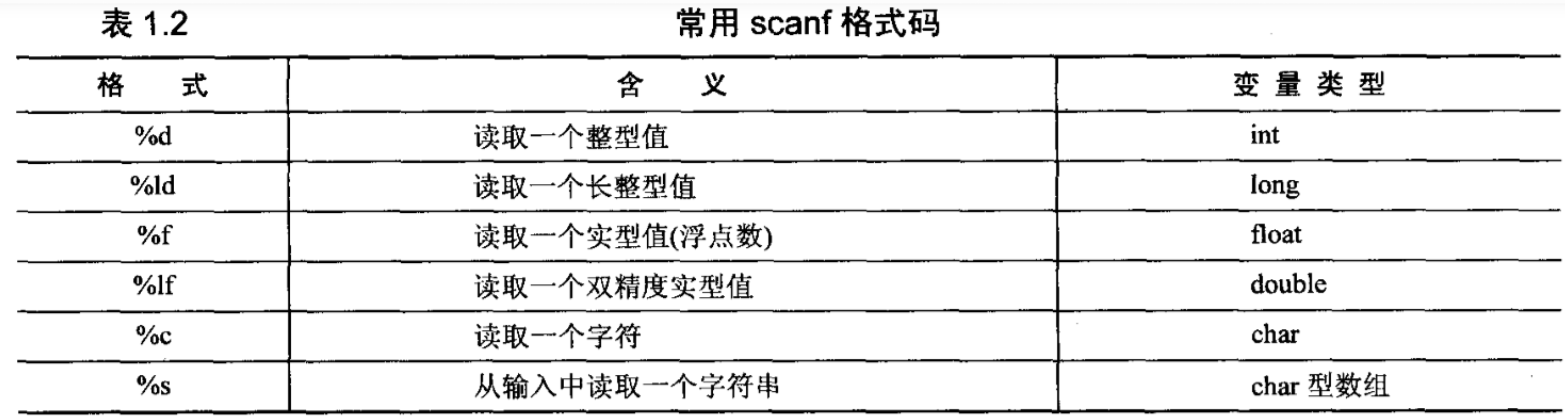 表 1.2 常用 scanf 格式码
格 式 含 义 变 量 类 型
%d 读取一个整型值 int
%ld 读取一个长整型值 long
%f 读取一个实型值(浮点数) float
%lf 读取一个双精度实型值 double
%c 读取一个字符 char
%s 从输入中读取一个字符串 char 型数组